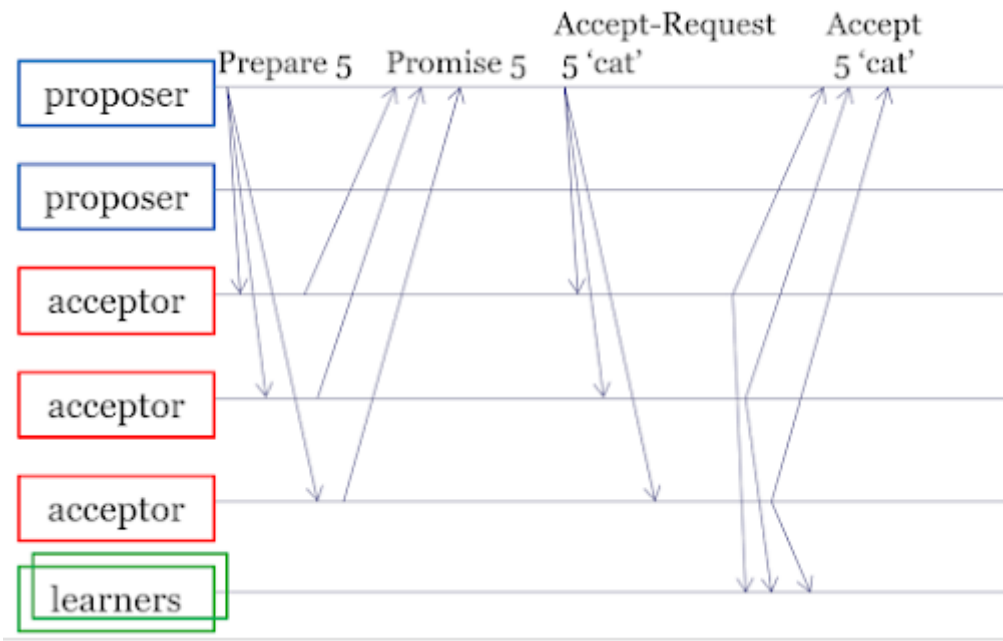 Prepare 5
Promise 5
Accept-Request
5 ‘cat’
Accept
5 ‘cat’
proposer
proposer
acceptor
acceptor
acceptor
learners